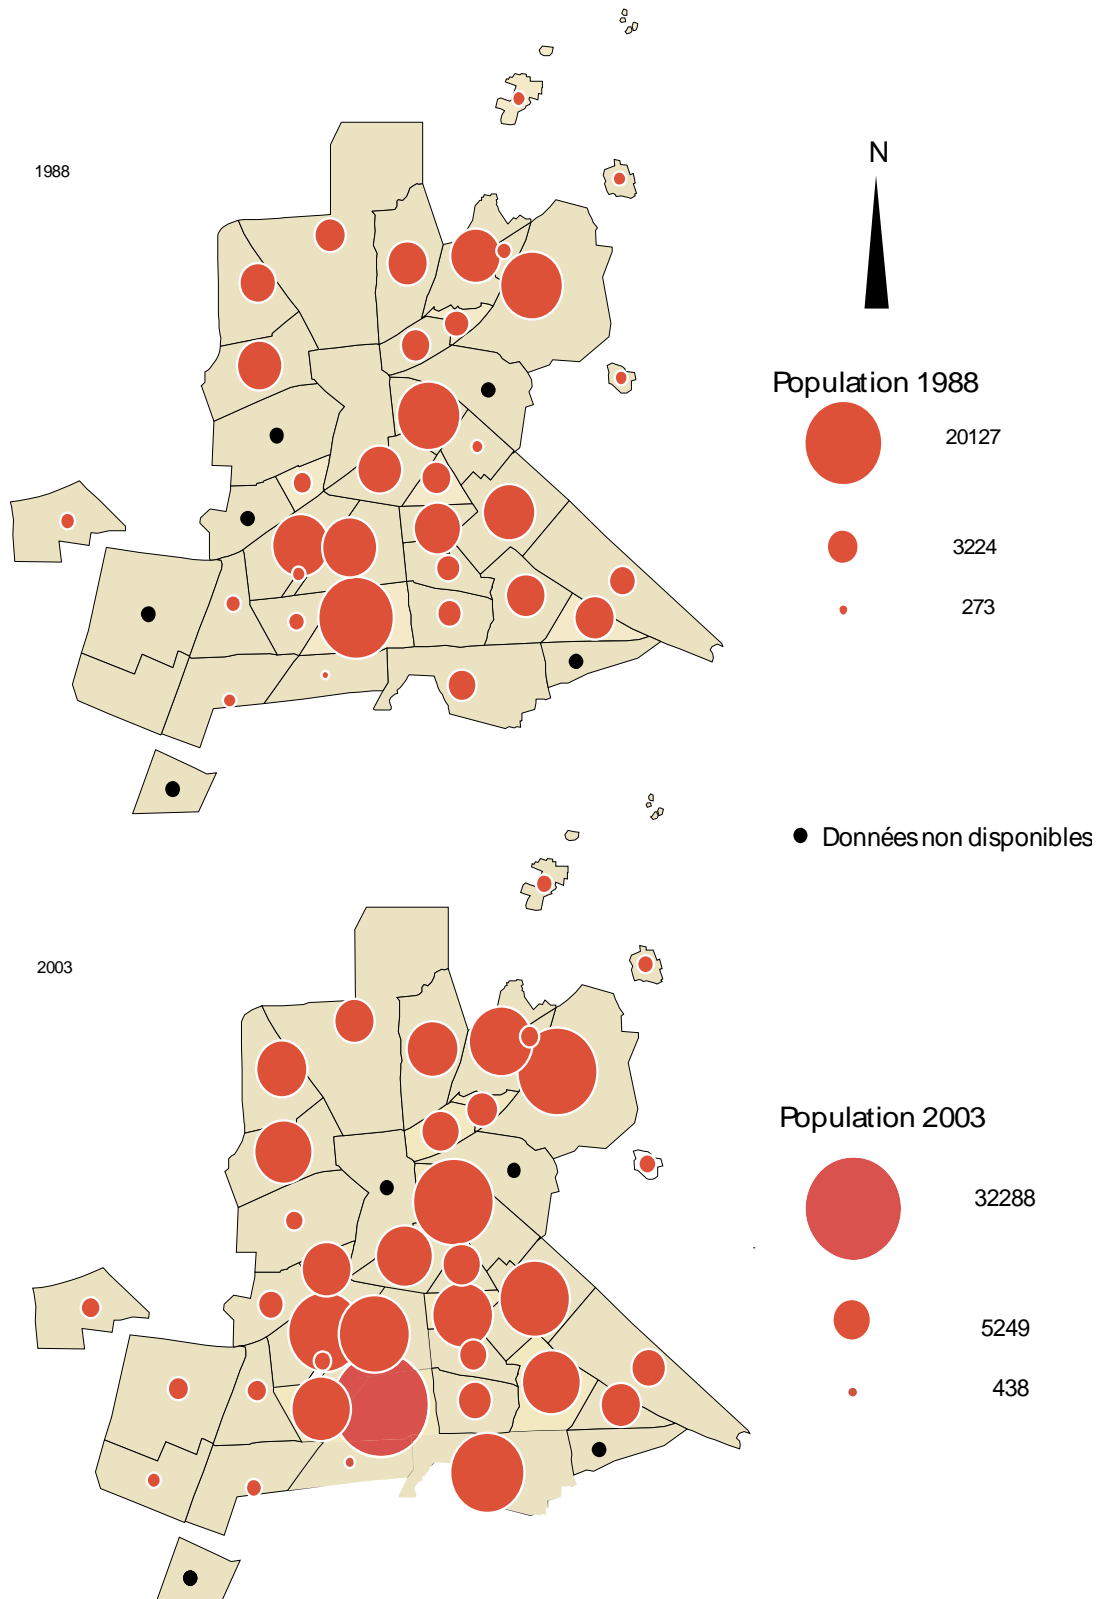 1988
N
Population 1988
20127
3224
273
Données non disponibles
2003
Population 2003
32288
5249
438